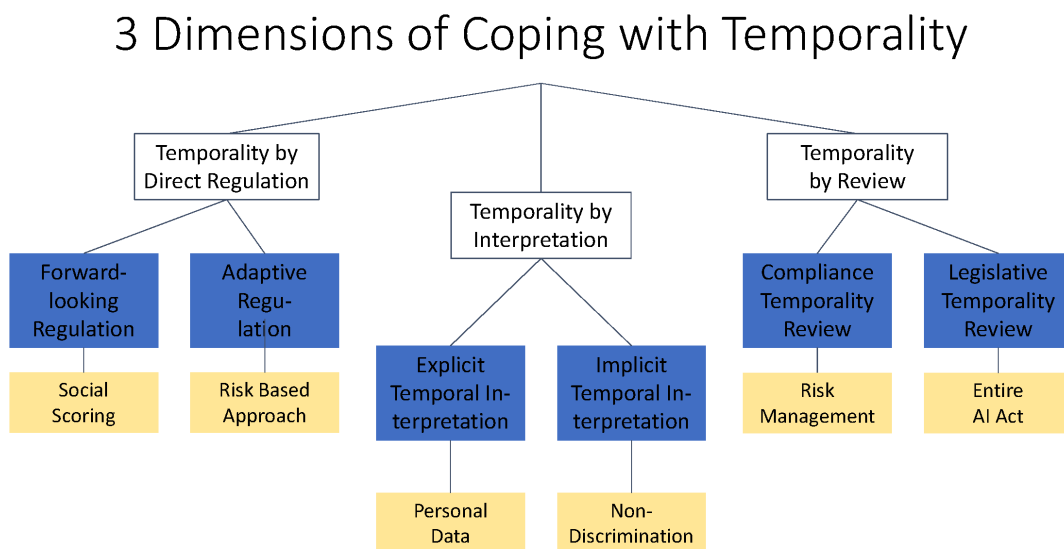 3 Dimensions of Coping with Temporality
Temporality by
Direct Regulation
Temporality by
Interpretation
Temporality
by Review
Forward-
looking
Regulation
Adaptive
Regu-
lation
Explicit
Temporal In-
terpretation
Implicit
Temporal In-
terpretation
Compliance
Temporality
Review
Legislative
Temporality
Review
Social
Scoring
Risk Based
Approach
Personal
Data
Non-
Discrimination
Risk
Management
Entire
AI Act